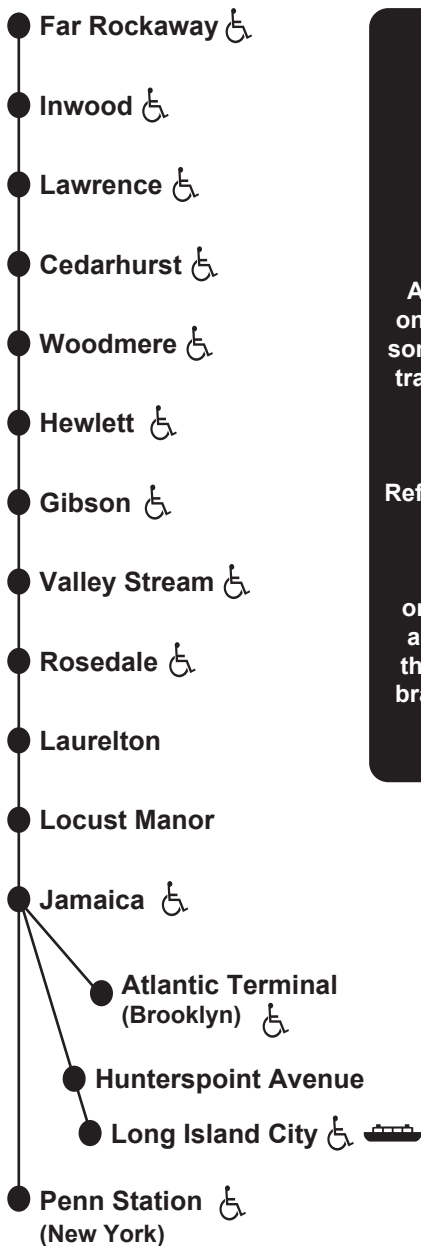 Far Rockaway
Inwood
Lawrence
Cedarhurst
Woodmere
Hewlett
Gibson
Valley Stream
Rosedale
Laurelton
Locust Manor
Jamaica
Atlantic Terminal
(Brooklyn)
Hunterspoint Avenue
Long Island City
Penn Station
(New York)